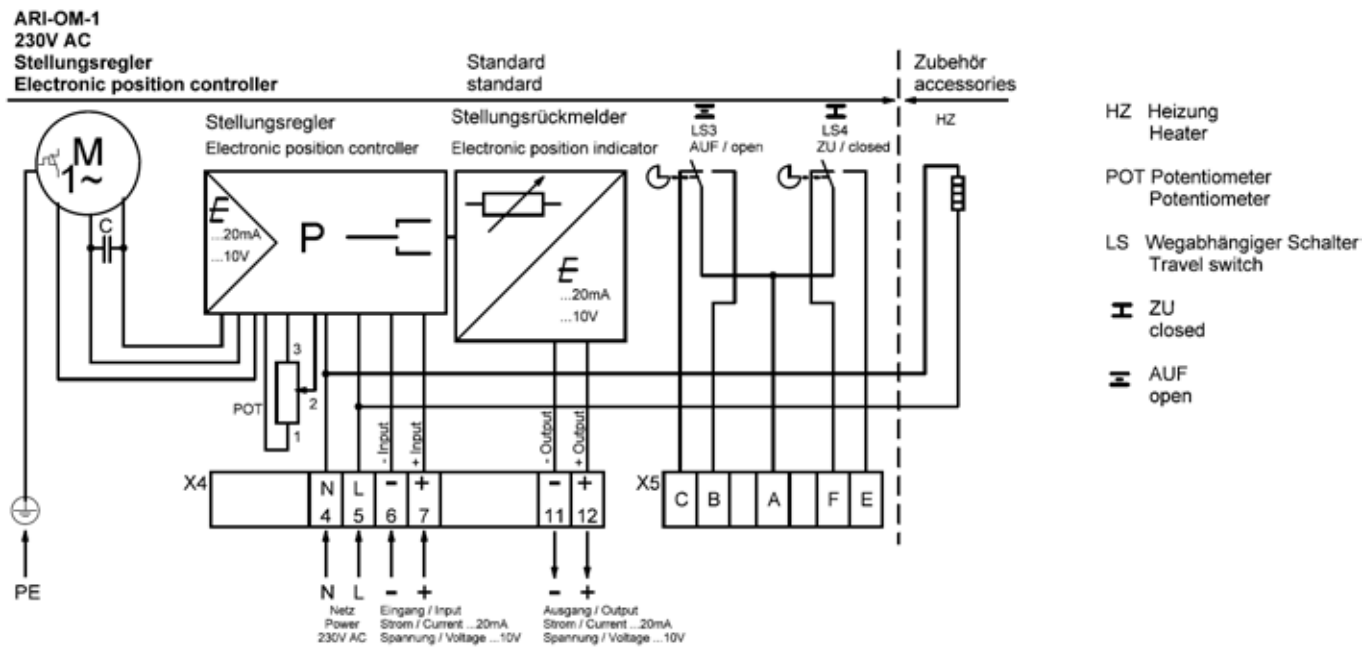 ARI-OM-1
230V AC
Stellungsregler
Electronic position controller
Standard
standard
Zubehör
accessories
Stellungsregler
Electronic position controller
Stellungsrückmelder
Electronic position indicator
LS3
AUF / open
LS4
ZU / closed
HZ
HZ Heizung
Heater
POT Potentiometer
Potentiometer
LS Wegabhängiger Schalter
Travel switch
ZU
closed
AUF
open
M
1~
C
E
...20mA
...10V
P
E
...20mA
...10V
3
POT
2
1
- Input
+ Input
- Output
+ Output
X4
N L - +
4 5 6 7
- +
11 12
X5
C B A F E
PE
N L - +
Netz
Power
230V AC
Eingang / Input
Strom / Current ...20mA
Spannung / Voltage ...10V
- +
Ausgang / Output
Strom / Current ...20mA
Spannung / Voltage ...10V